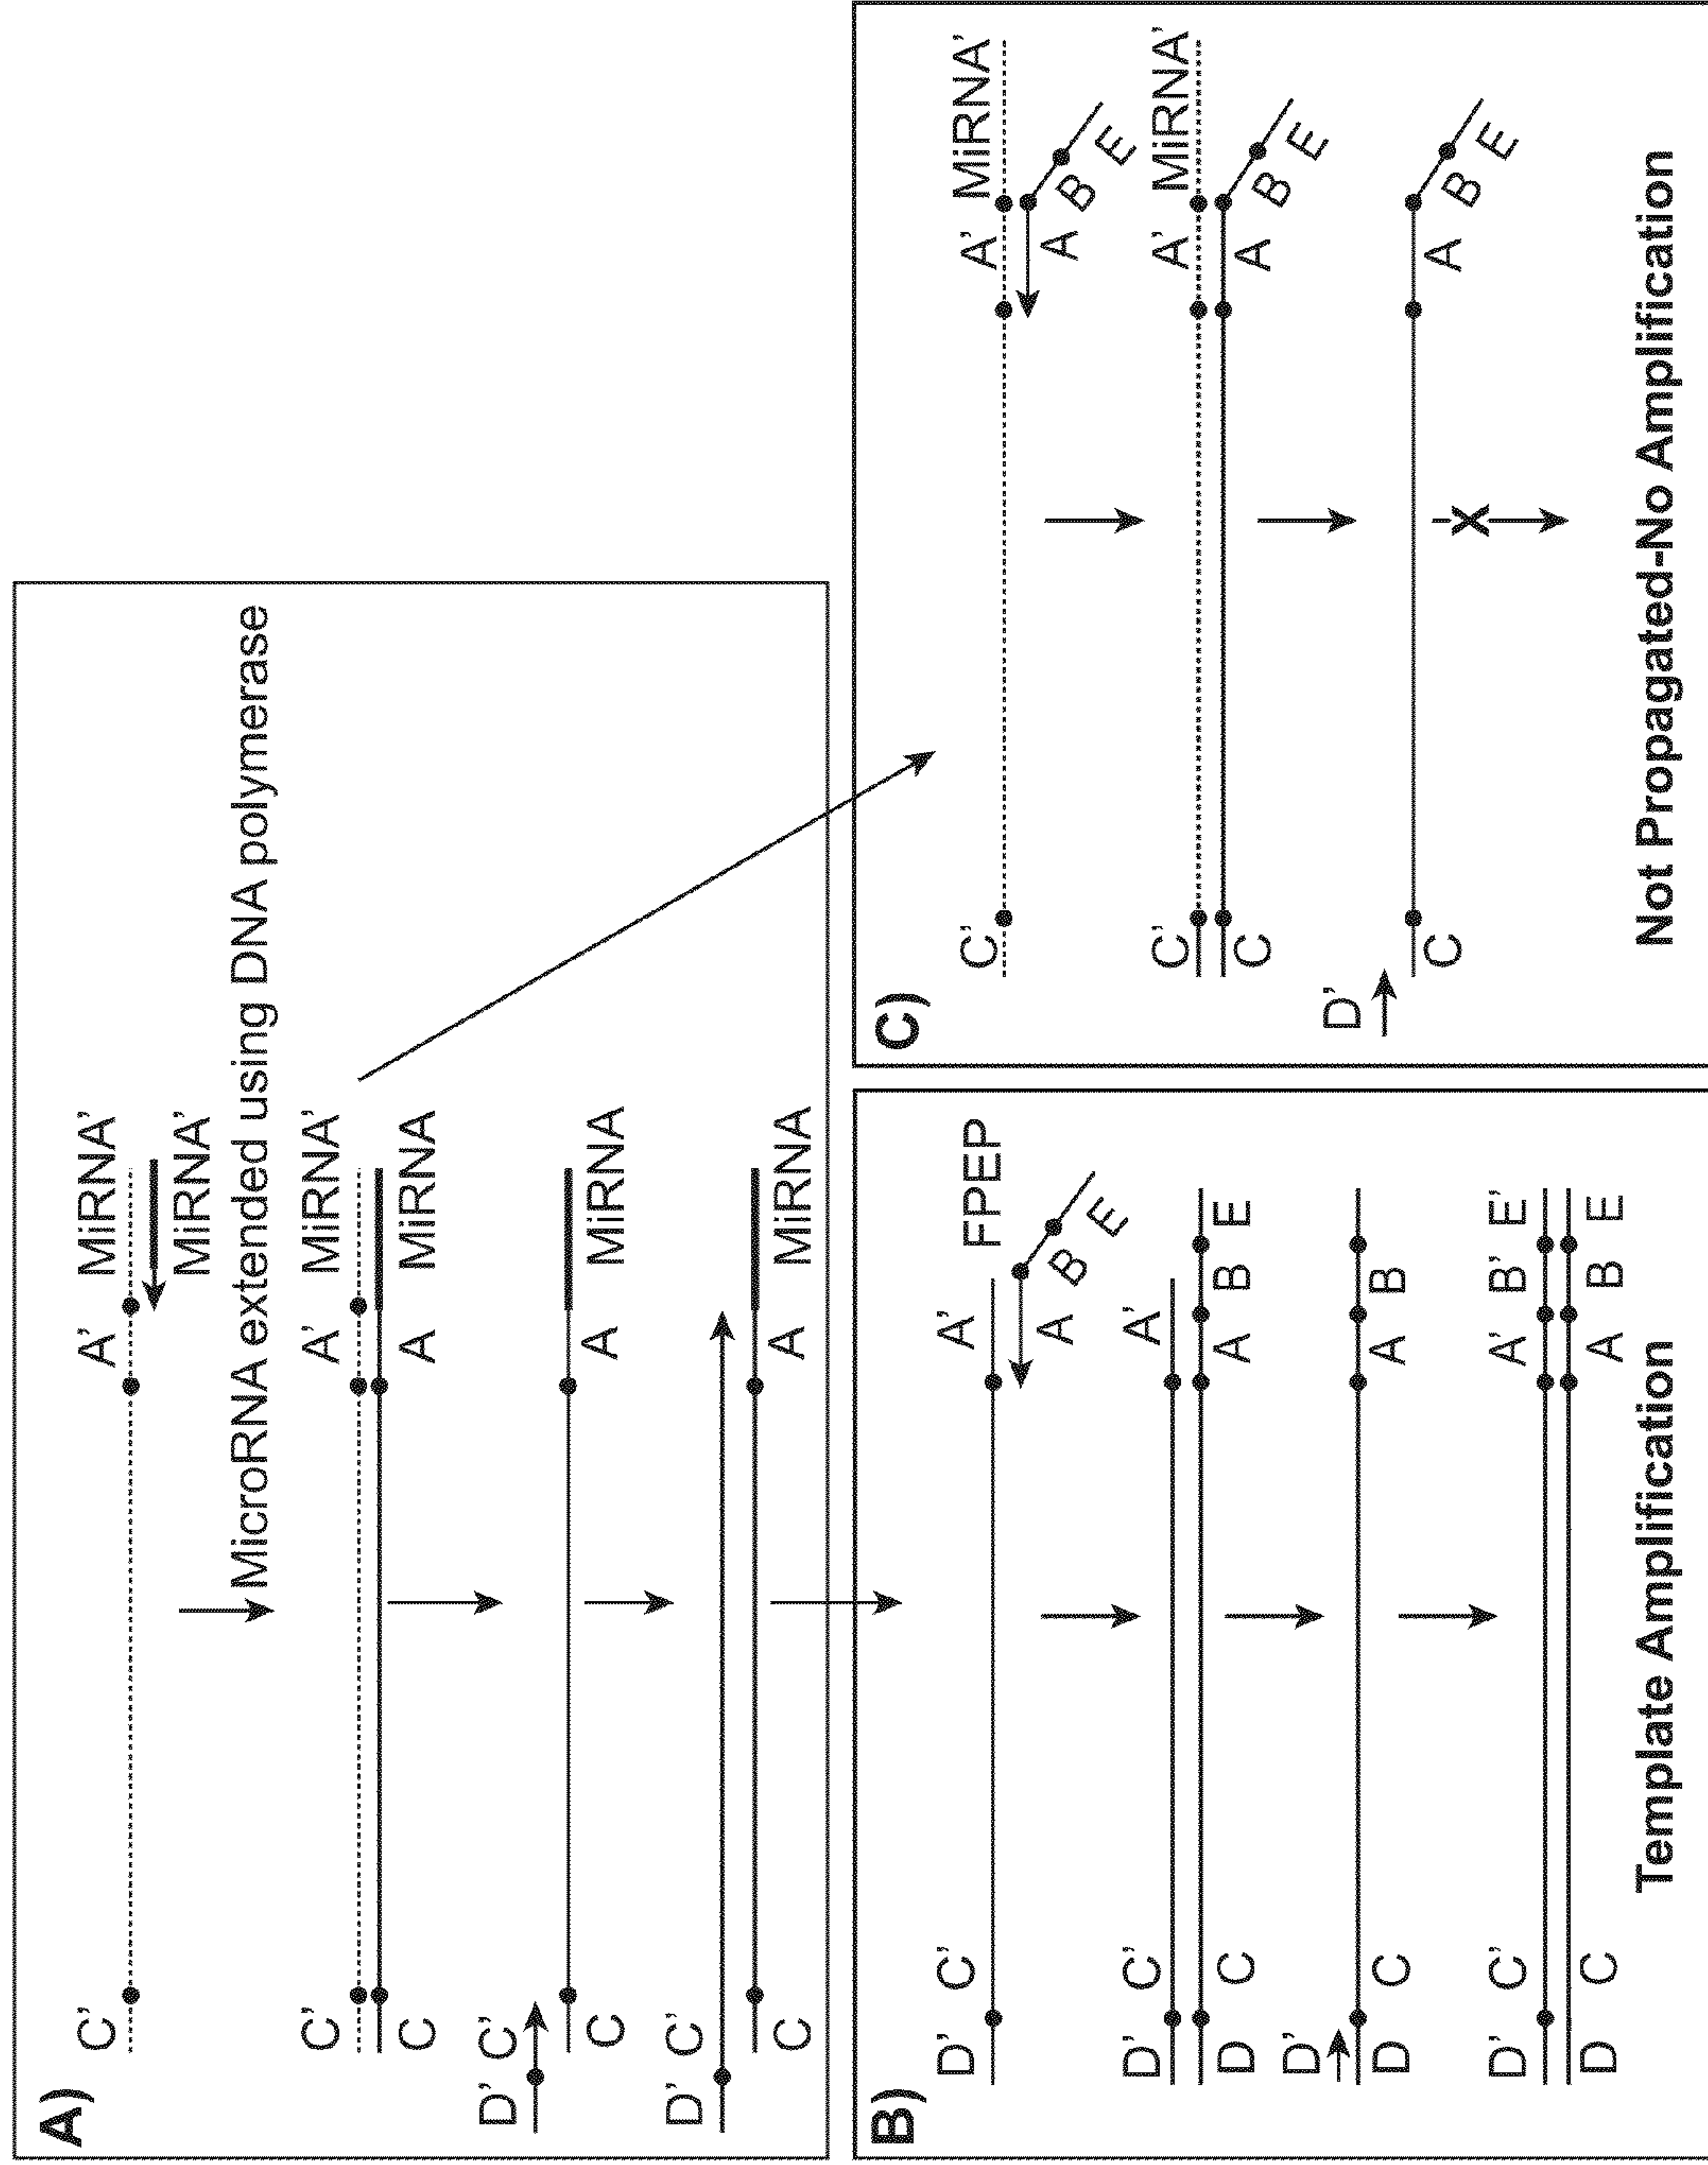 A)
C' A' MiRNA'
MiRNA'
MicroRNA extended using DNA polymerase
C' A' MiRNA'
C A MiRNA
D' C'
C A MiRNA
D' C'
C A MiRNA
B)
D' C' A' FPEP
A B E
D' C' A'
D C A B E
D'
D C A B
D' C' A' B' E'
D C A B E
Template Amplification
C)
C' A' MiRNA'
A B E
C' A' MiRNA'
C A B E
D'
C A B E
X
Not Propagated-No Amplification